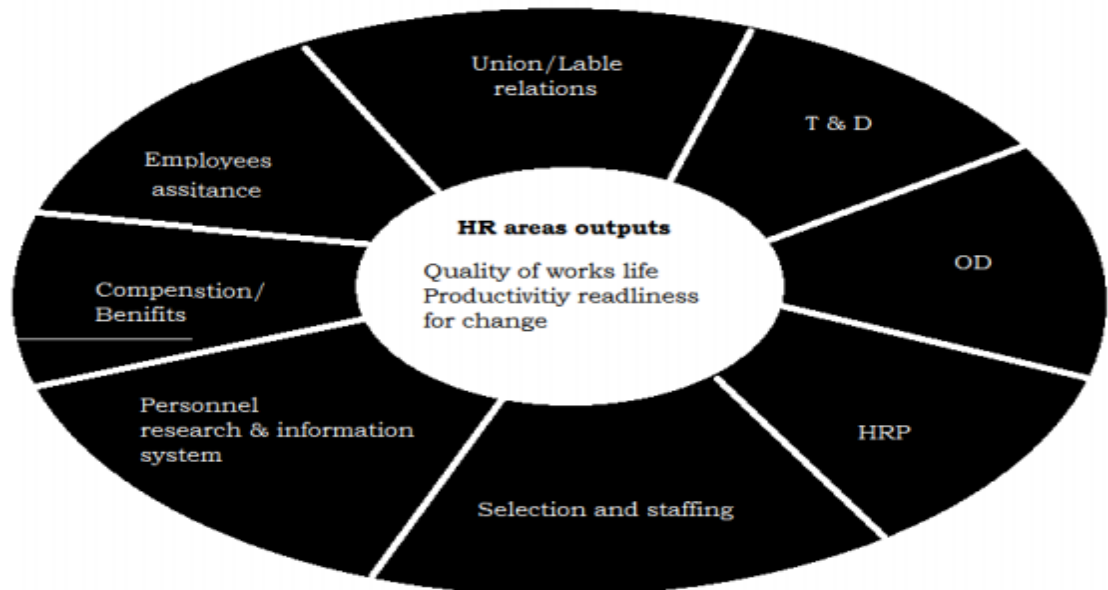 Union/Lable
relations
T & D
Employees
assitance
HR areas outputs
Quality of works life
Productivitiy readliness
for change
OD
Compenstion/
Benifits
Personnel
research & information
system
HRP
Selection and staffing